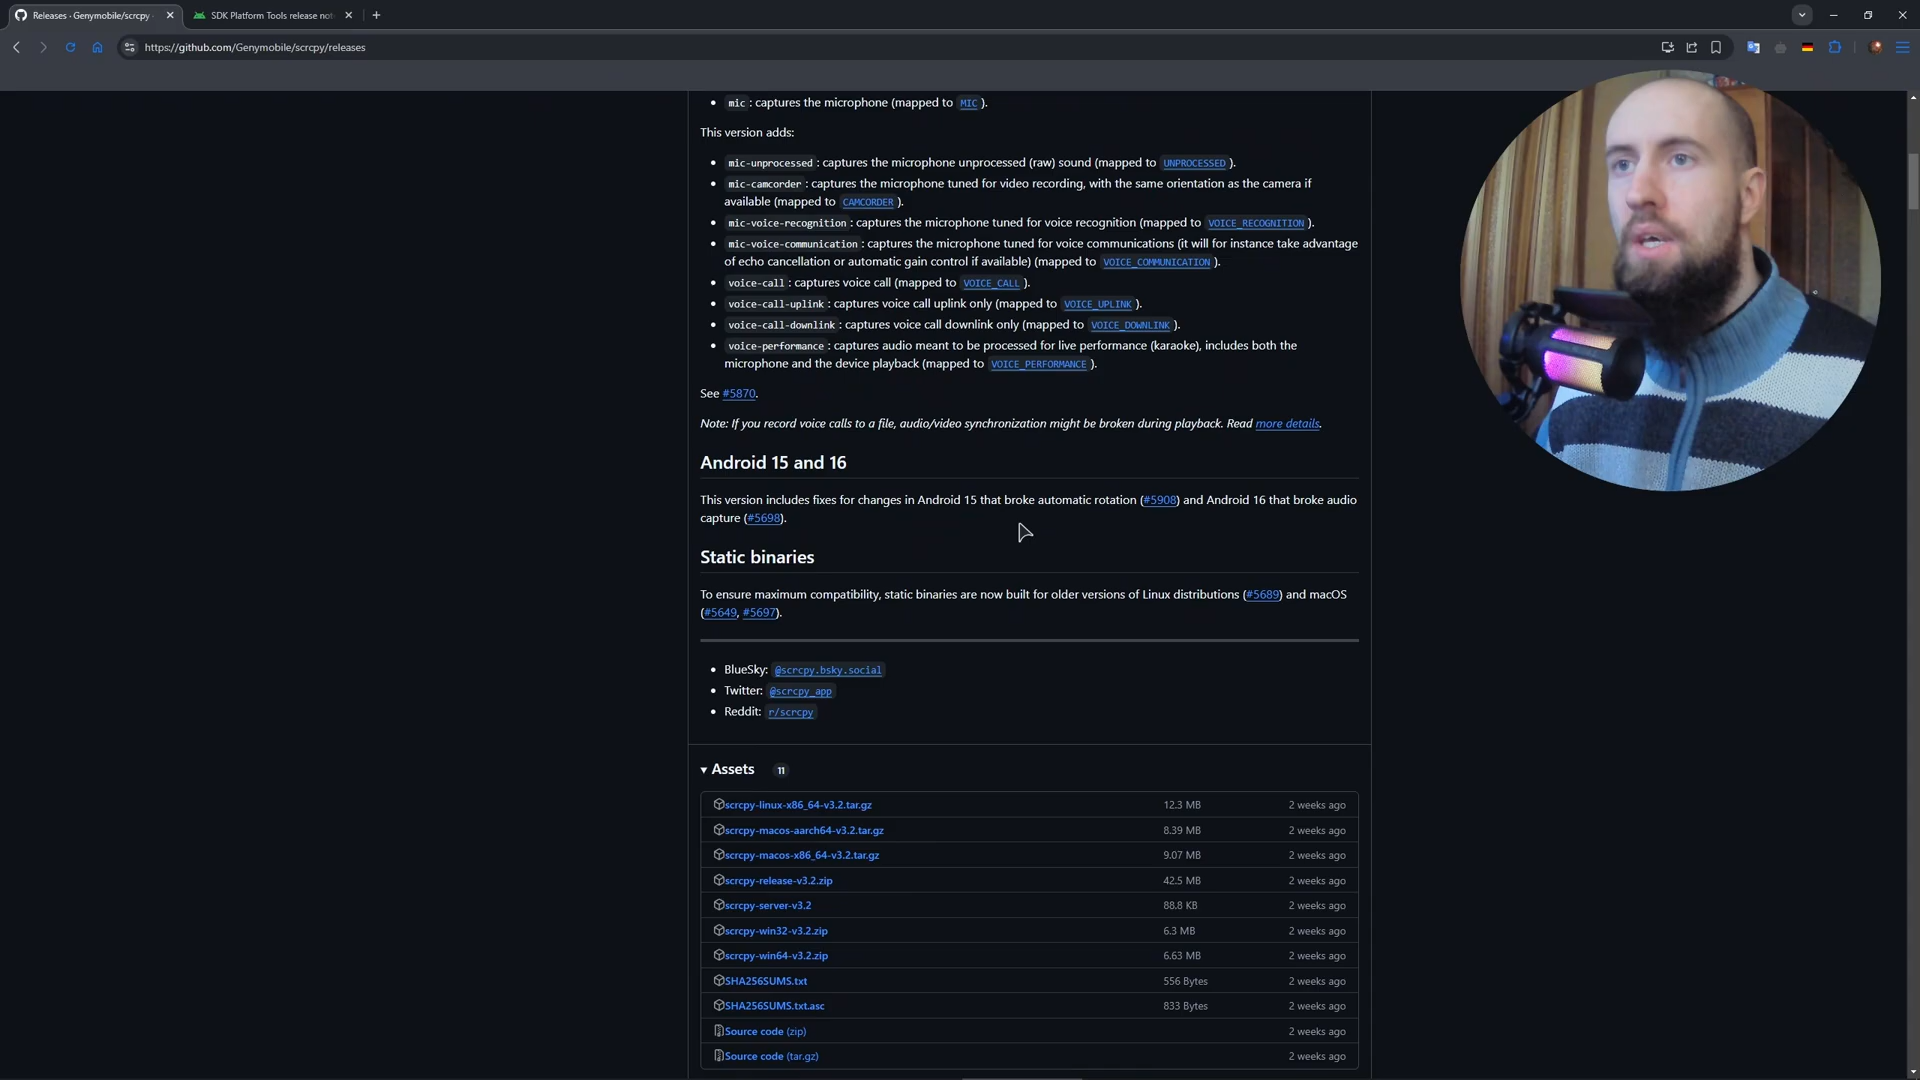 Releases · Genymobile/scrcpy
SDK Platform Tools release not
https://github.com/Genymobile/scrcpy/releases
mic : captures the microphone (mapped to MIC ).
This version adds:
mic-unprocessed : captures the microphone unprocessed (raw) sound (mapped to UNPROCESSED ).
mic-camcorder : captures the microphone tuned for video recording, with the same orientation as the camera if
available (mapped to CAMCORDER ).
mic-voice-recognition : captures the microphone tuned for voice recognition (mapped to VOICE_RECOGNITION ).
mic-voice-communication : captures the microphone tuned for voice communications (it will for instance take advantage
of echo cancellation or automatic gain control if available) (mapped to VOICE_COMMUNICATION ).
voice-call : captures voice call (mapped to VOICE_CALL ).
voice-call-uplink : captures voice call uplink only (mapped to VOICE_UPLINK ).
voice-call-downlink : captures voice call downlink only (mapped to VOICE_DOWNLINK ).
voice-performance : captures audio meant to be processed for live performance (karaoke), includes both the
microphone and the device playback (mapped to VOICE_PERFORMANCE ).
See #5870.
Note: If you record voice calls to a file, audio/video synchronization might be broken during playback. Read more details.
Android 15 and 16
This version includes fixes for changes in Android 15 that broke automatic rotation (#5908) and Android 16 that broke audio
capture (#5698).
Static binaries
To ensure maximum compatibility, static binaries are now built for older versions of Linux distributions (#5689) and macOS
(#5649, #5697).
BlueSky: @scrcpy.bsky.social
Twitter: @scrcpy_app
Reddit: r/scrcpy
Assets 11
scrcpy-linux-x86_64-v3.2.tar.gz 12.3 MB 2 weeks ago
scrcpy-macos-aarch64-v3.2.tar.gz 8.39 MB 2 weeks ago
scrcpy-macos-x86_64-v3.2.tar.gz 9.07 MB 2 weeks ago
scrcpy-release-v3.2.zip 42.5 MB 2 weeks ago
scrcpy-server-v3.2 88.8 KB 2 weeks ago
scrcpy-win32-v3.2.zip 6.3 MB 2 weeks ago
scrcpy-win64-v3.2.zip 6.63 MB 2 weeks ago
SHA256SUMS.txt 556 Bytes 2 weeks ago
SHA256SUMS.txt.asc 833 Bytes 2 weeks ago
Source code (zip) 2 weeks ago
Source code (tar.gz) 2 weeks ago